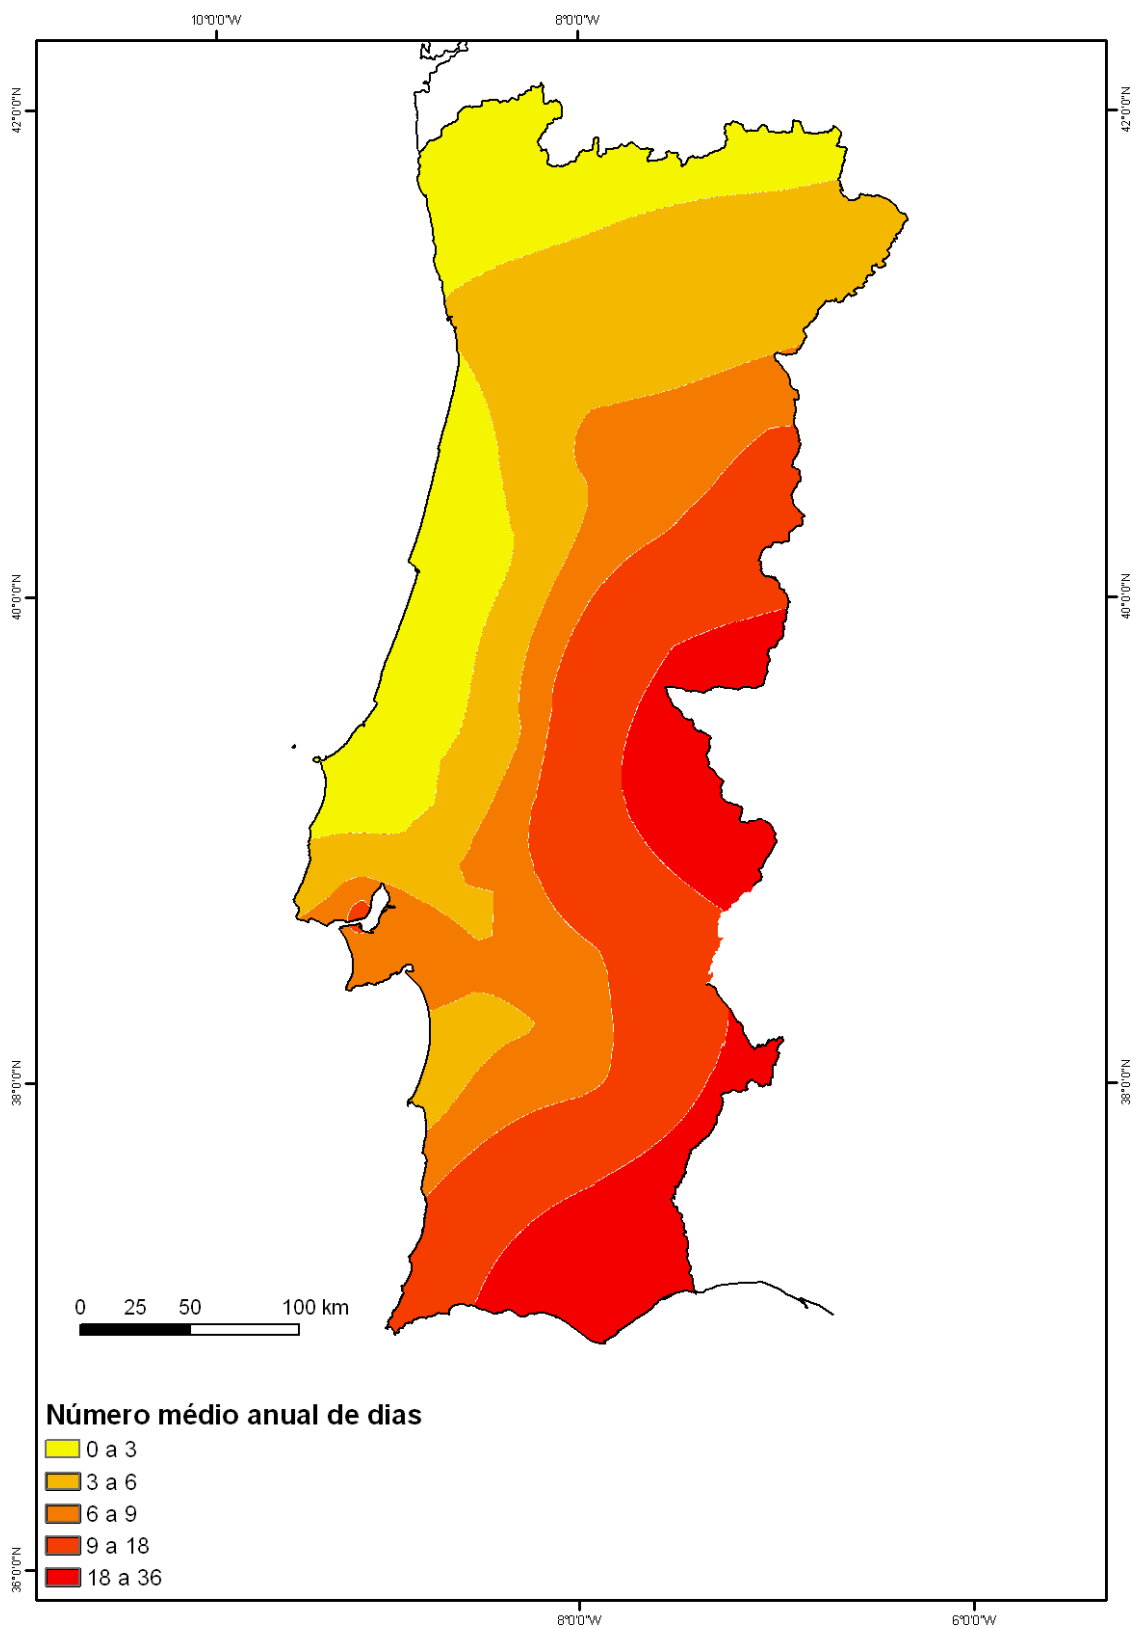 10°0'0"W 8°0'0"W
42°0'0"N 42°0'0"N
40°0'0"N 40°0'0"N
38°0'0"N 38°0'0"N
0 25 50 100 km
Número médio anual de dias
0 a 3
3 a 6
6 a 9
9 a 18
18 a 36
36°0'0"N
8°0'0"W 6°0'0"W